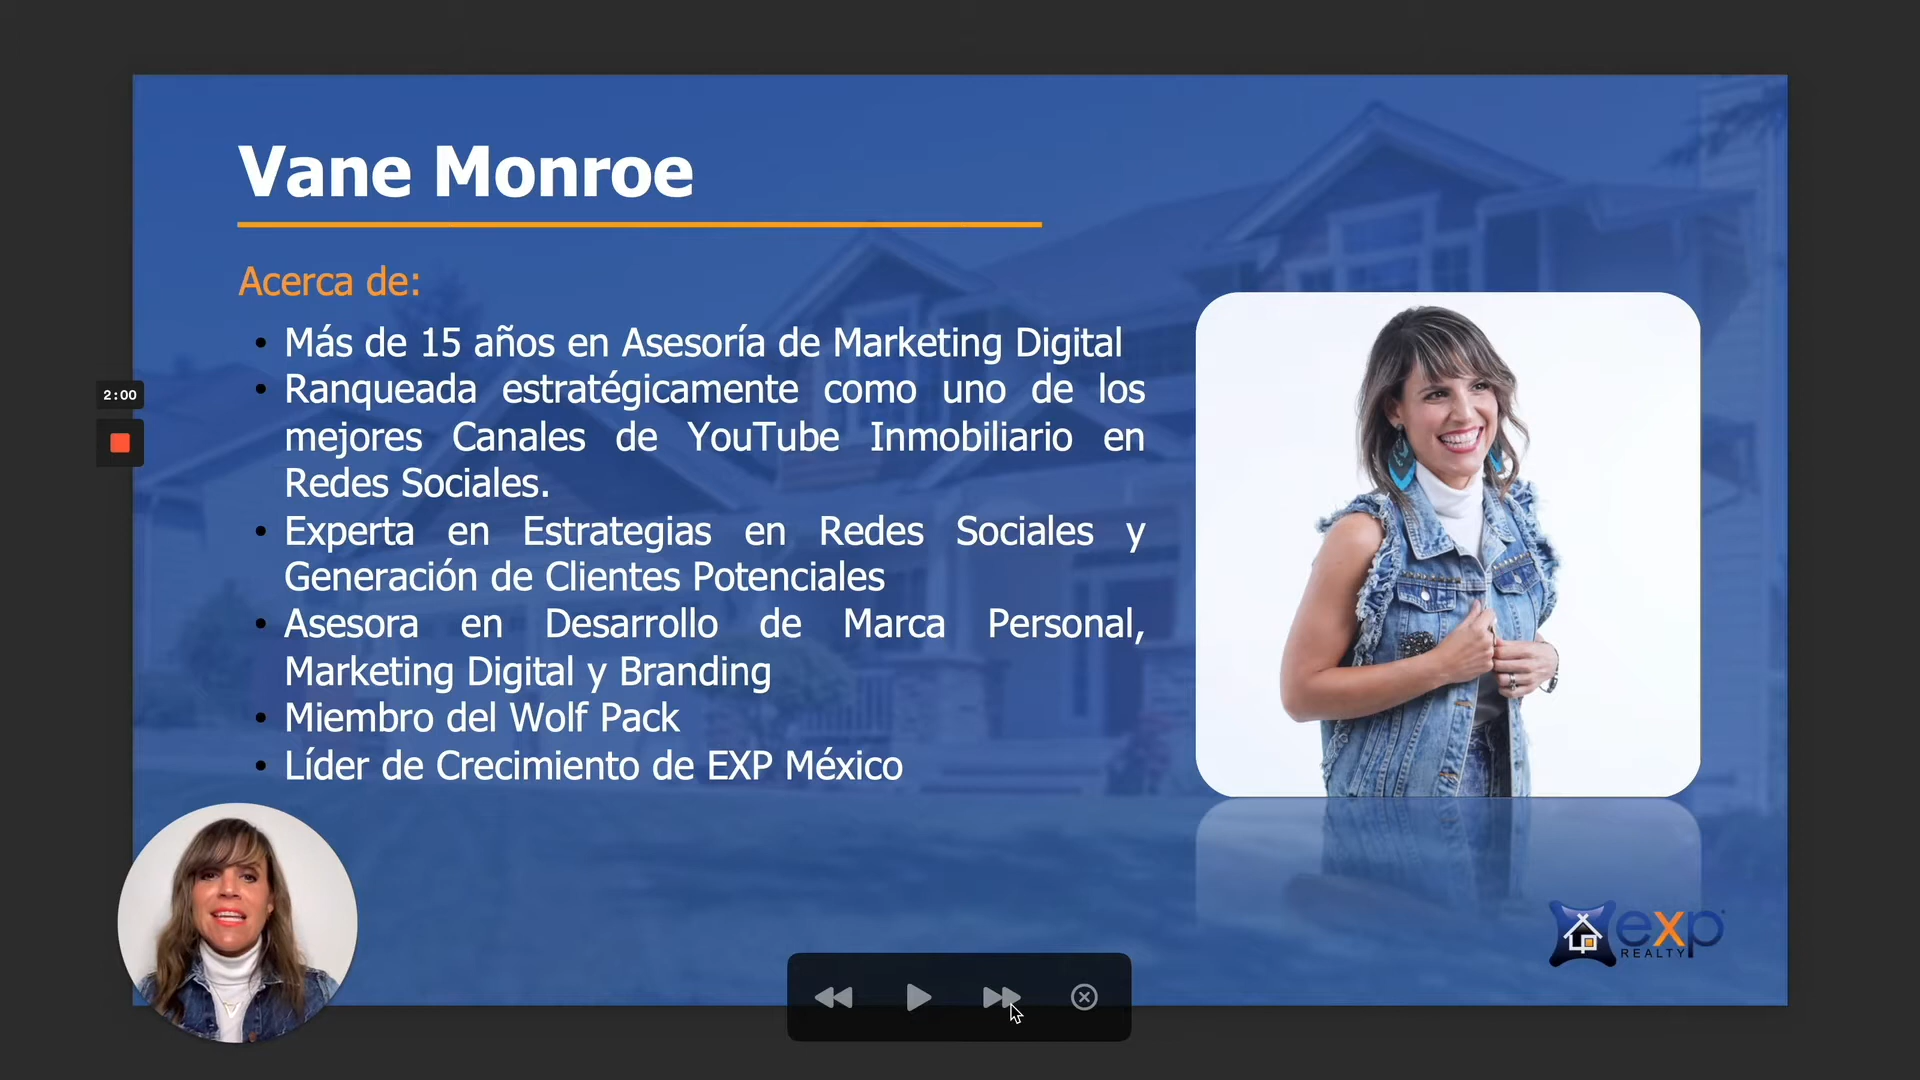 Vane Monroe
Acerca de:
• Más de 15 años en Asesoría de Marketing Digital
• Ranqueada estratégicamente como uno de los
mejores Canales de YouTube Inmobiliario en
Redes Sociales.
• Experta en Estrategias en Redes Sociales y
Generación de Clientes Potenciales
• Asesora en Desarrollo de Marca Personal,
Marketing Digital y Branding
• Miembro del Wolf Pack
• Líder de Crecimiento de EXP México
2:00
exp
REALTY